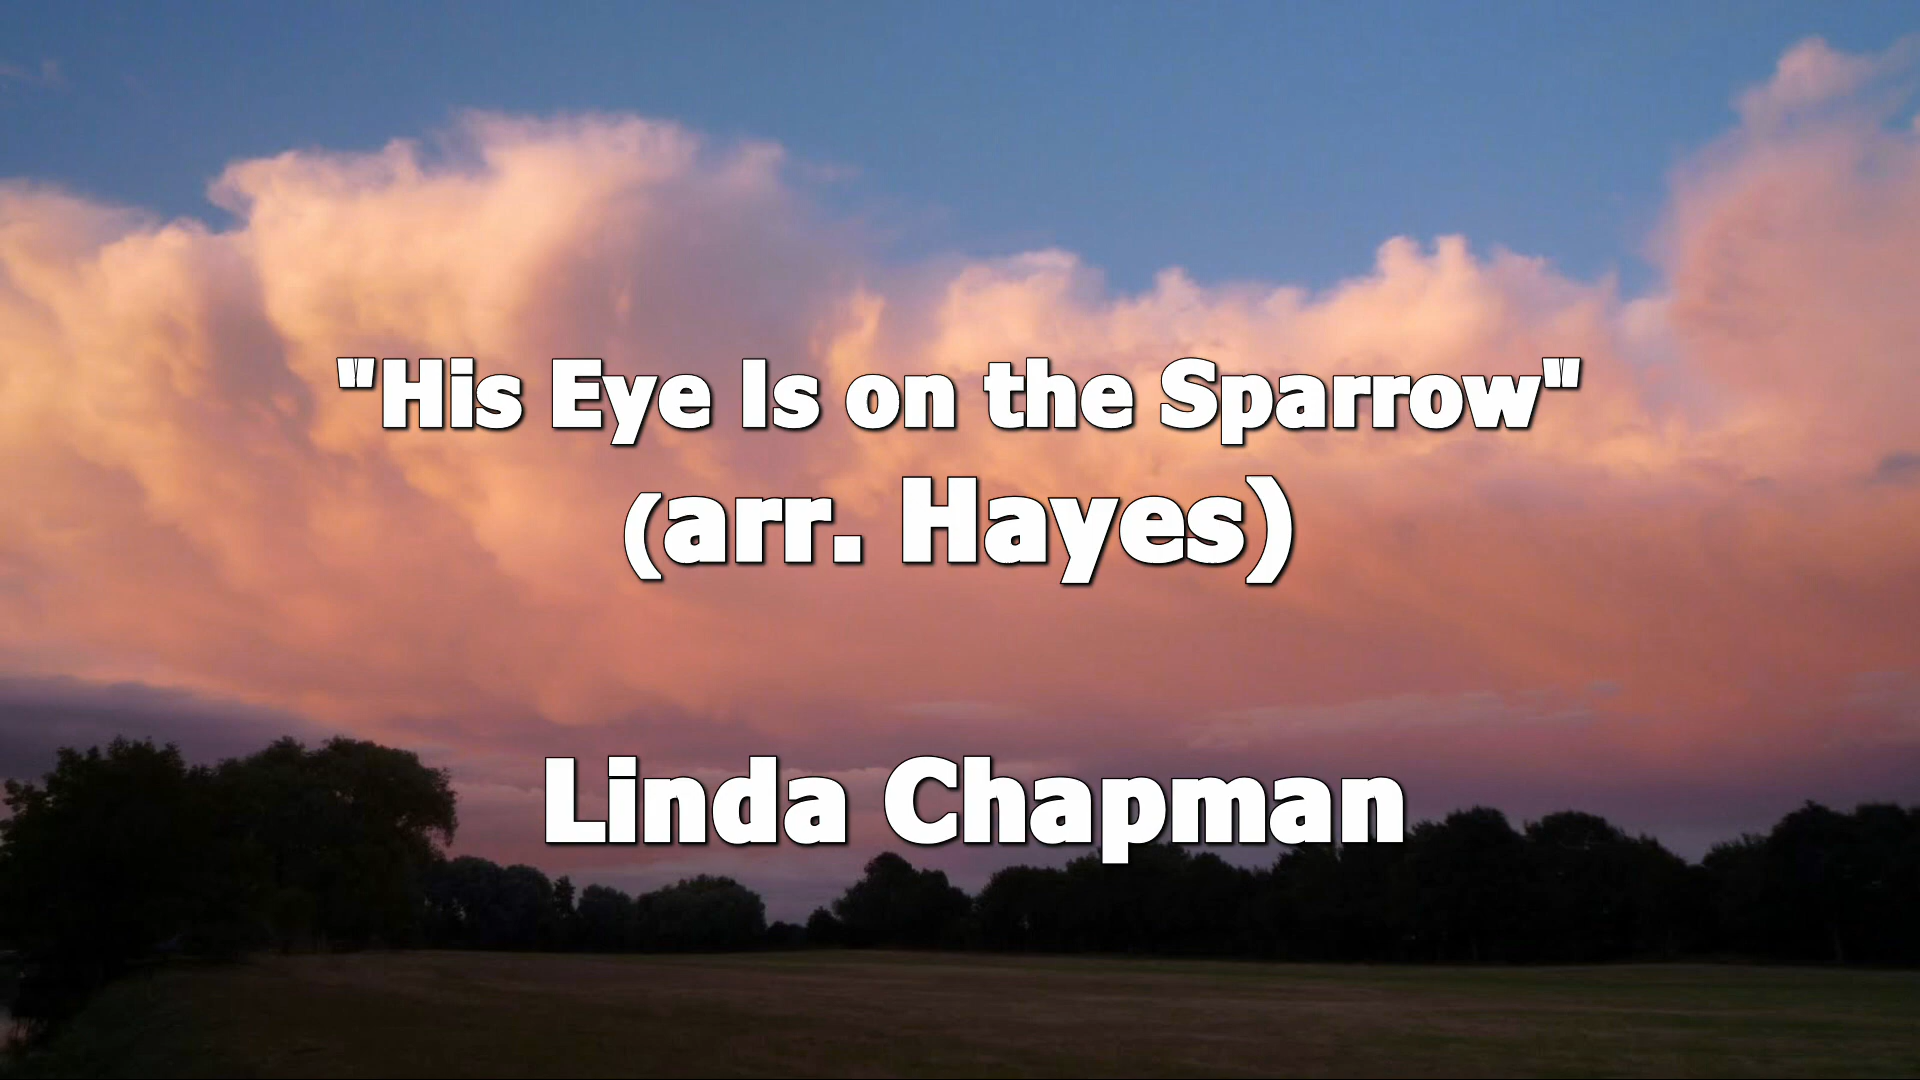 "His Eye Is on the Sparrow"
(arr. Hayes)
Linda Chapman